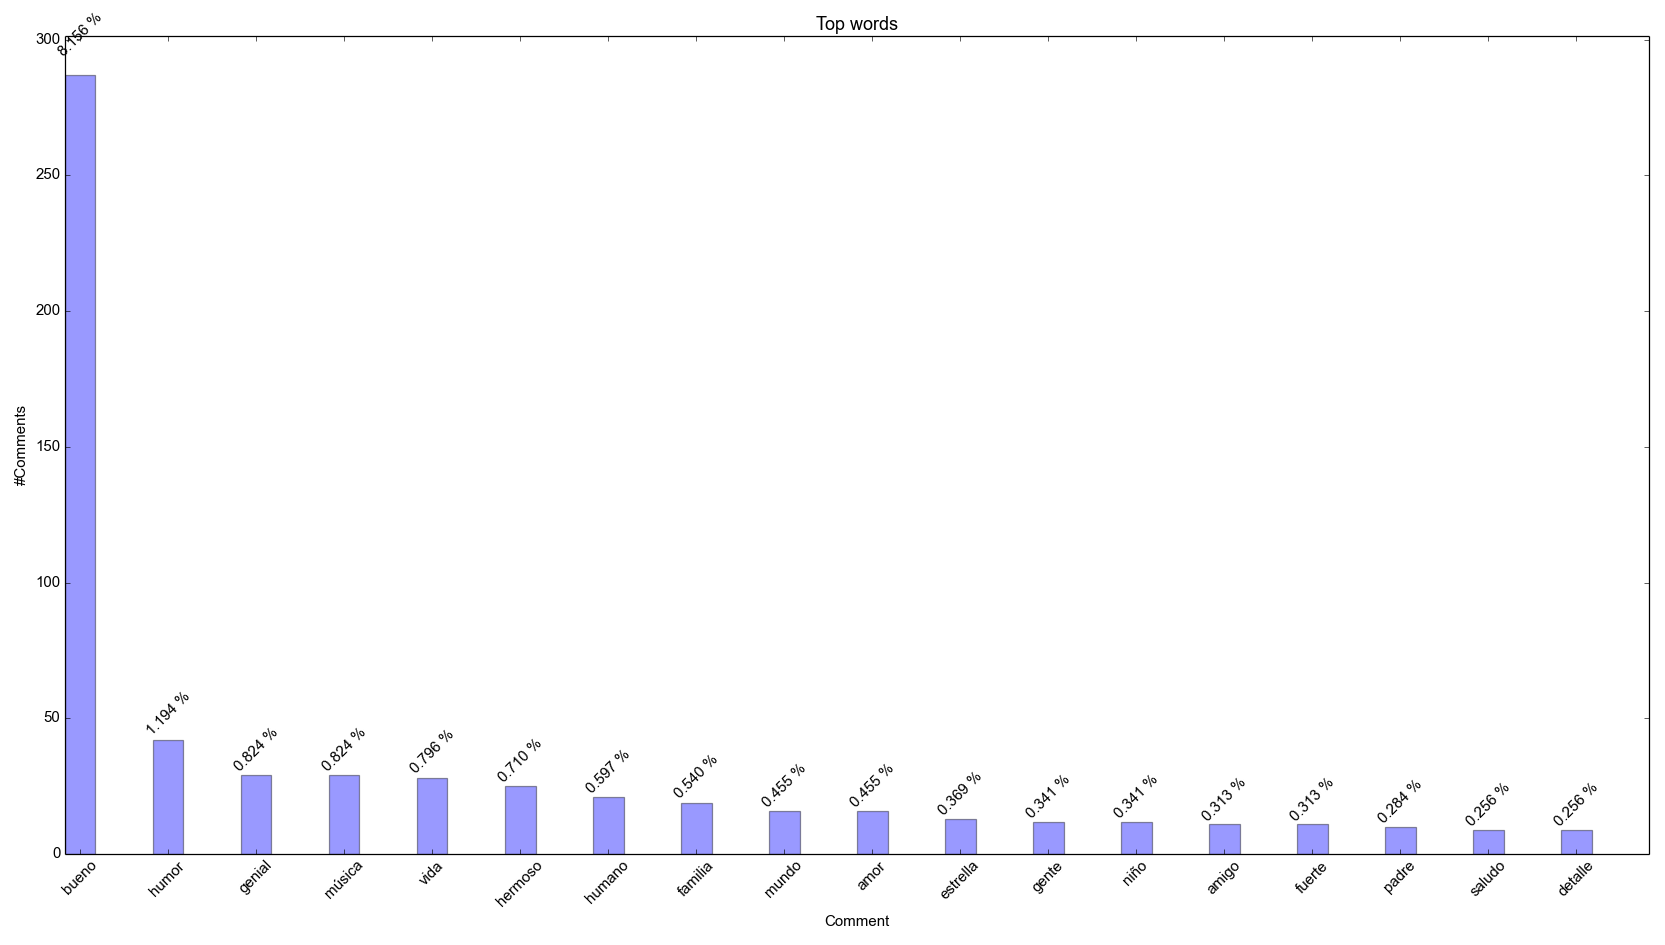 Top words
#Comments
300
250
200
150
100
50
0
8.156 %
1.194 %
0.824 %
0.824 %
0.796 %
0.710 %
0.597 %
0.540 %
0.455 %
0.455 %
0.369 %
0.341 %
0.341 %
0.313 %
0.313 %
0.284 %
0.256 %
0.256 %
bueno
humor
genial
música
vida
hermoso
humano
familia
mundo
amor
estrella
gente
niño
amigo
fuerte
padre
saludo
detalle
Comment